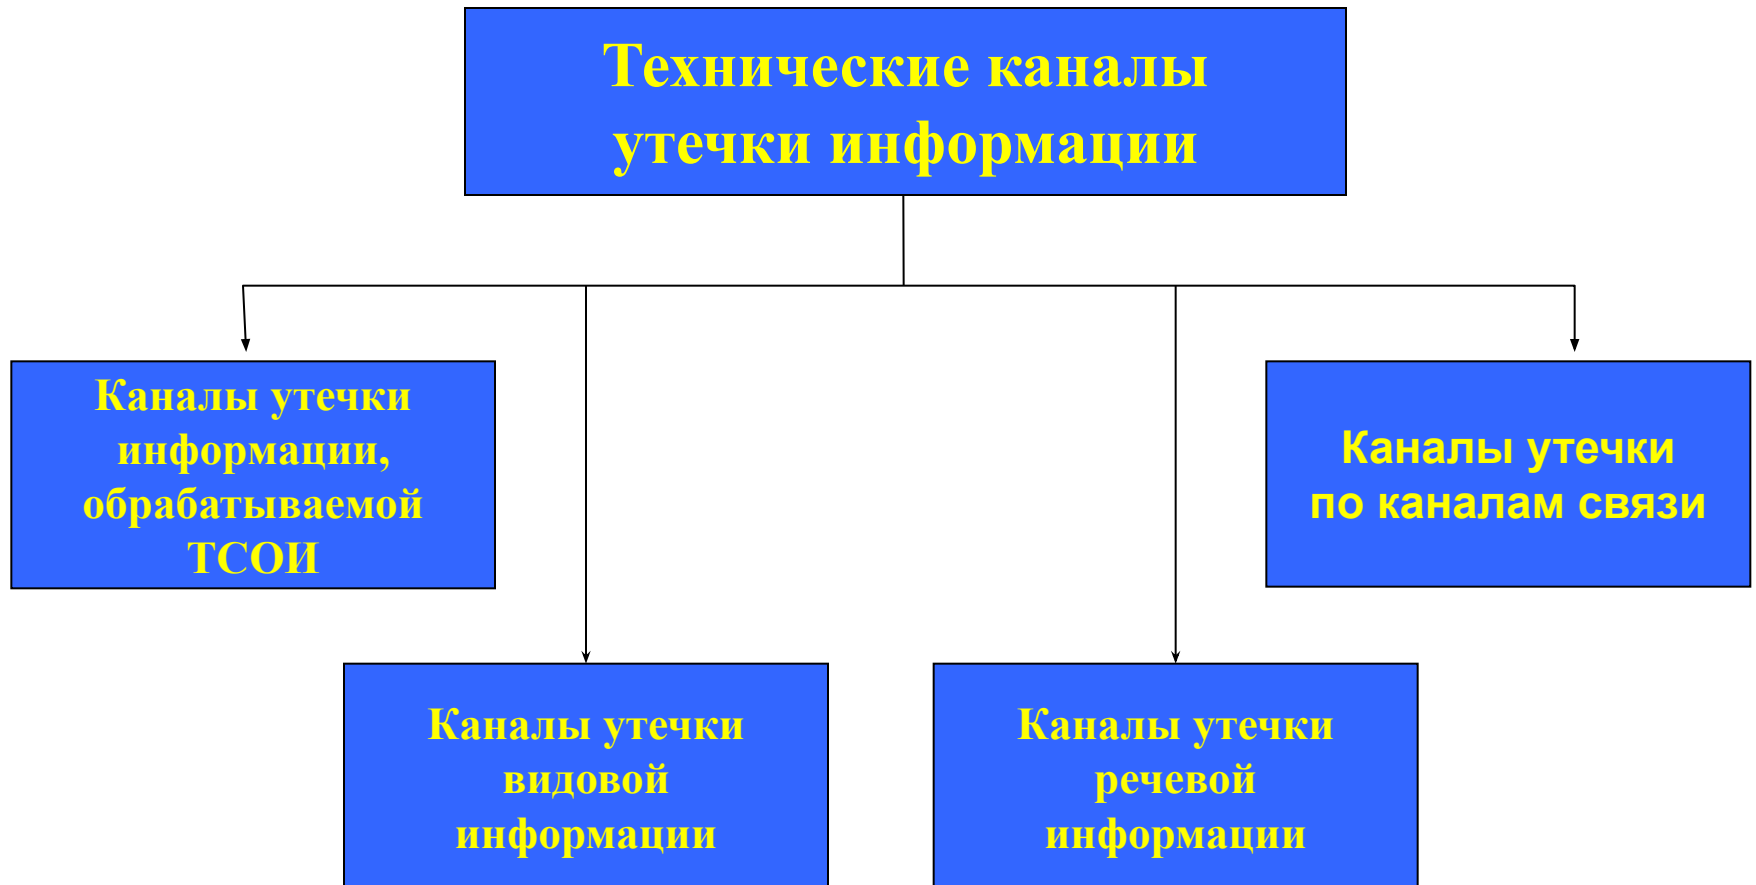 Технические каналы
утечки информации
Каналы утечки
информации,
обрабатываемой
ТСОИ
Каналы утечки
по каналам связи
Каналы утечки
видовой
информации
Каналы утечки
речевой
информации